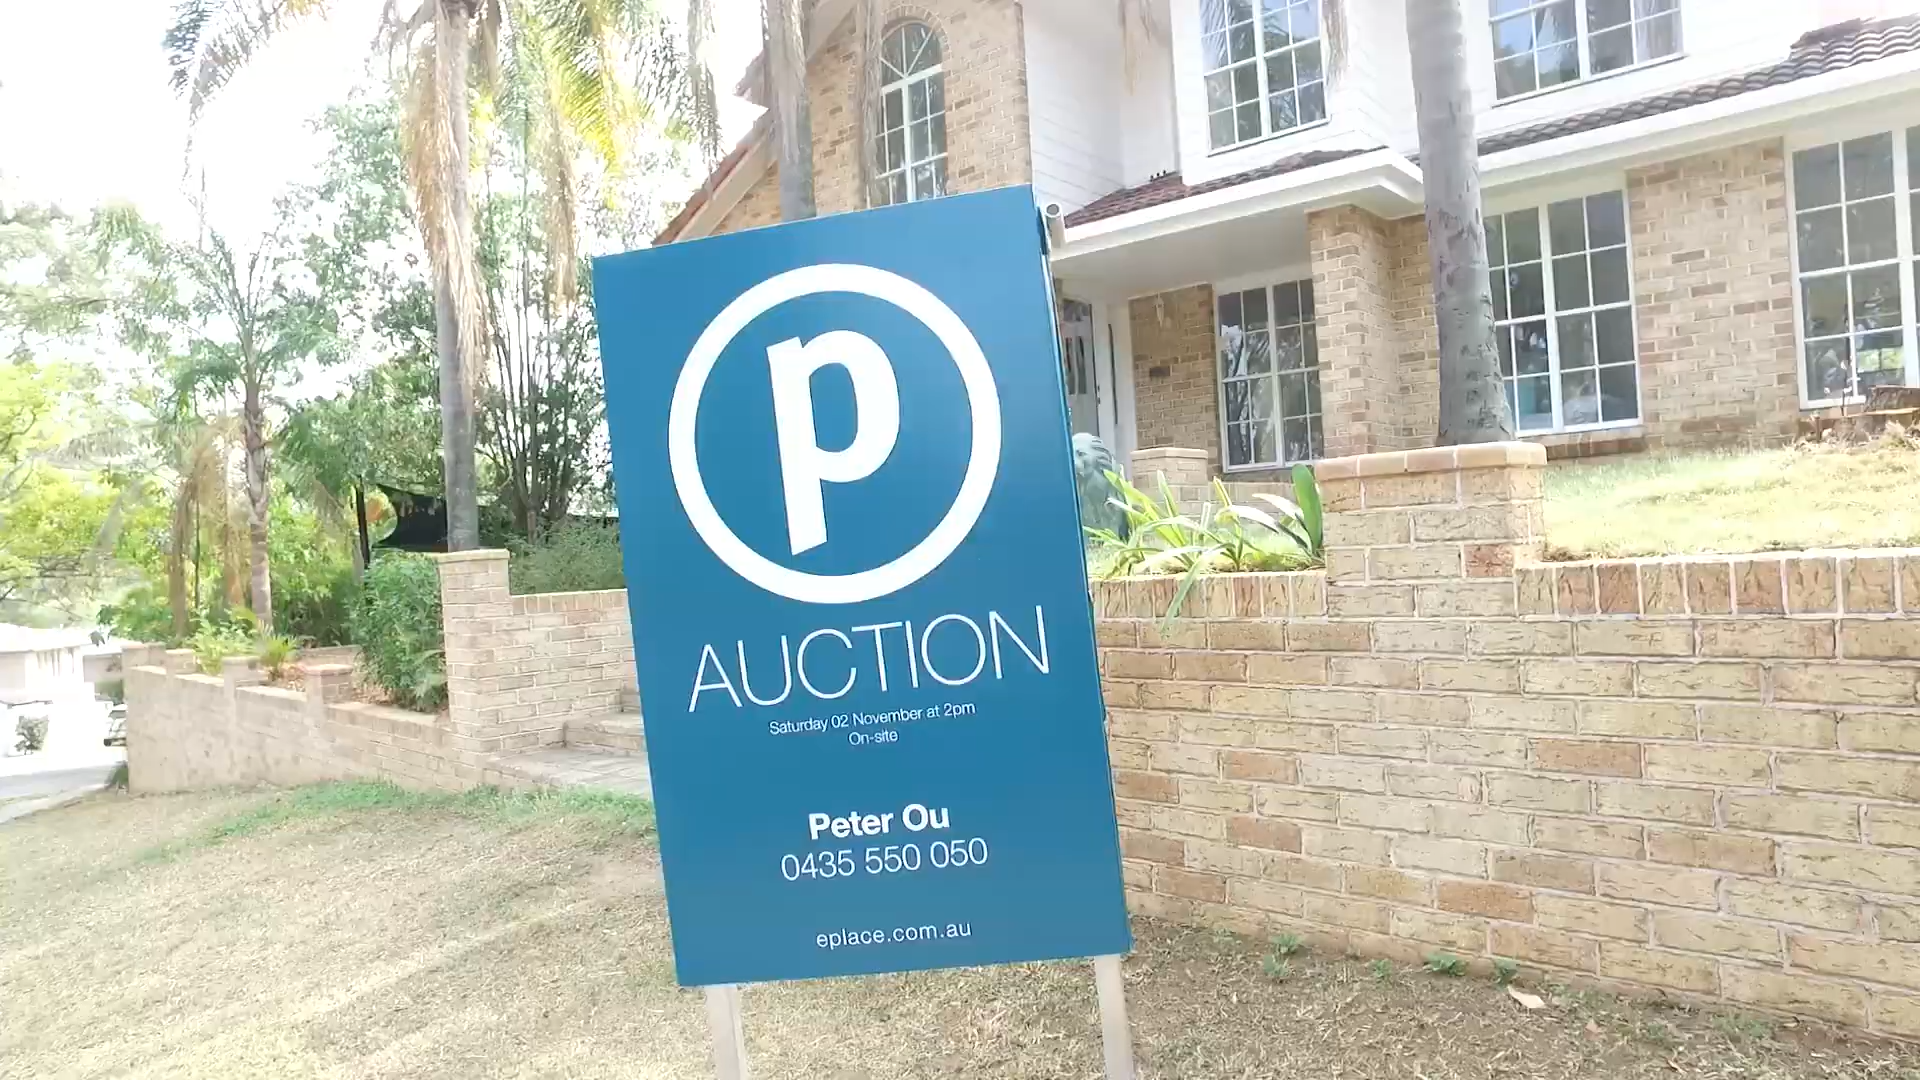 p
AUCTION
Saturday 02 November at 2pm
On-site
Peter Ou
0435 550 050
eplace.com.au